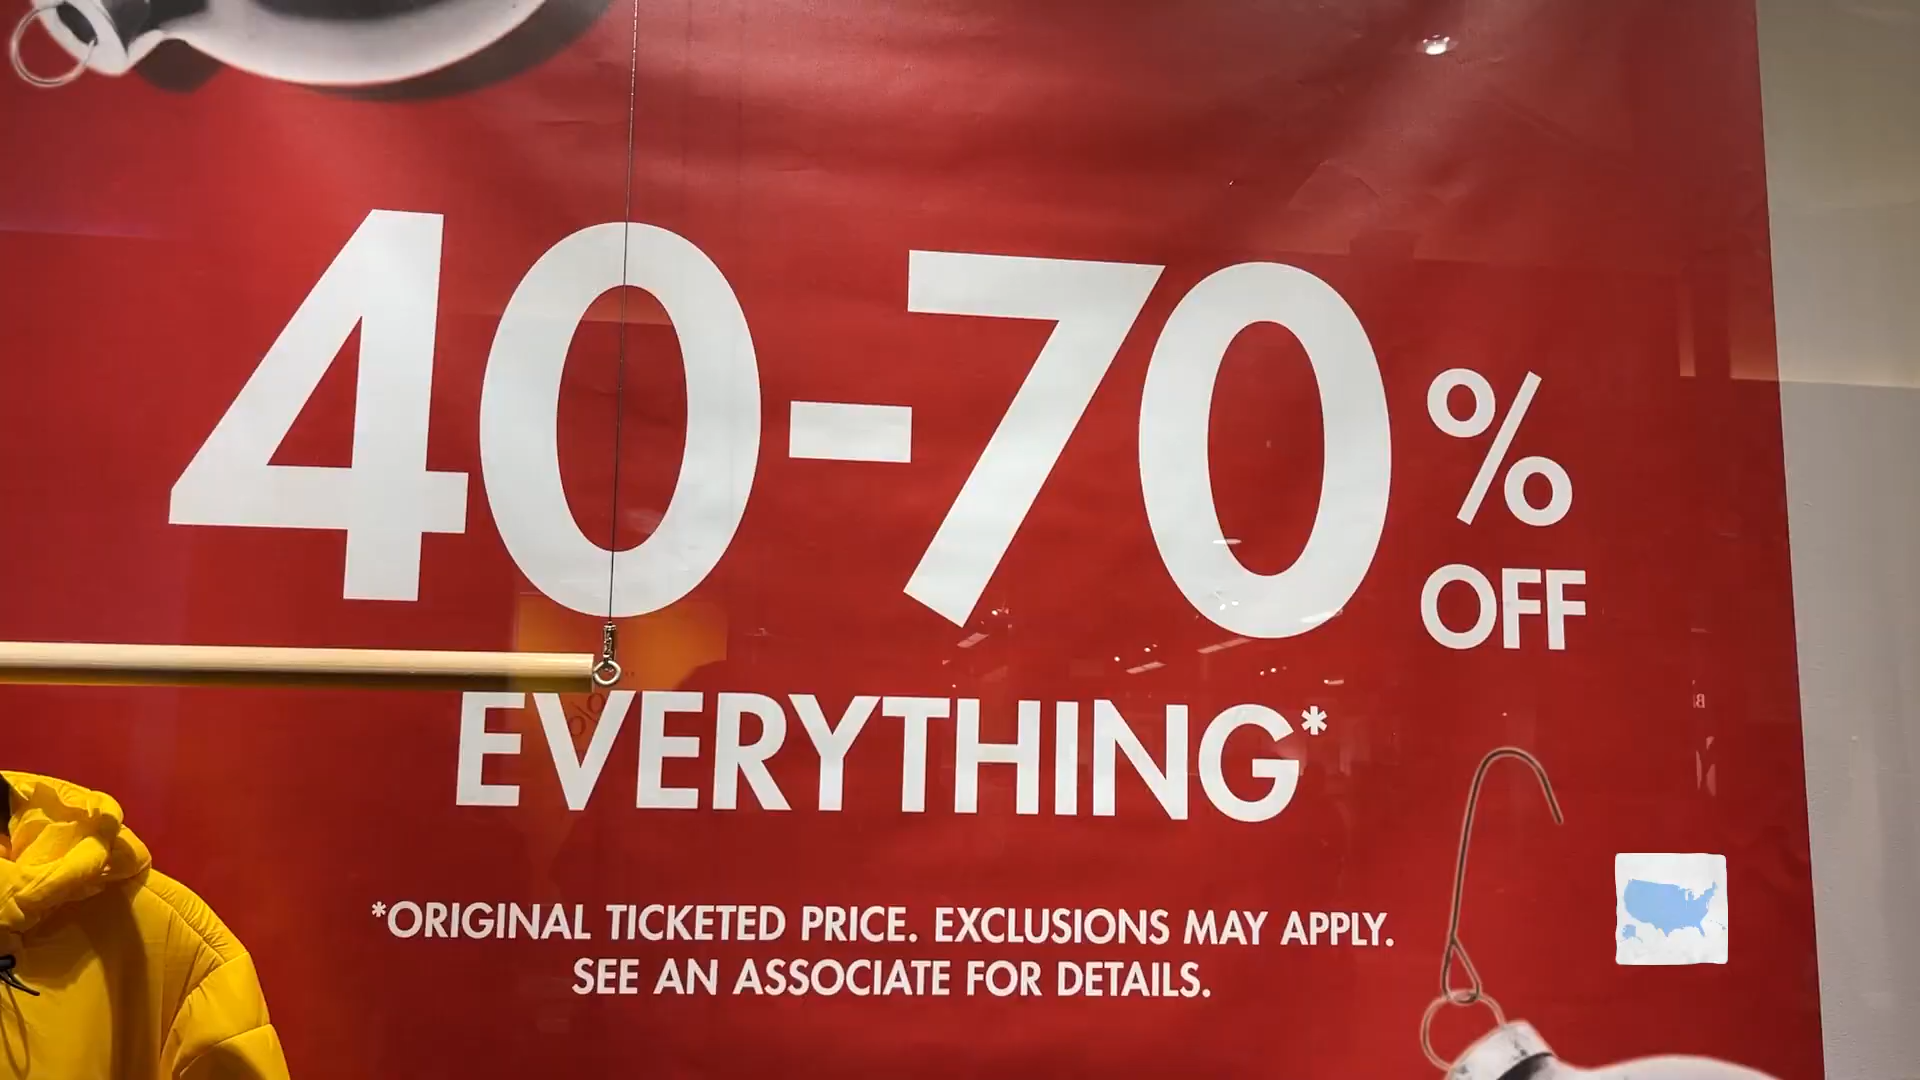 40-70%
OFF
EVERYTHING*
*ORIGINAL TICKETED PRICE. EXCLUSIONS MAY APPLY.
SEE AN ASSOCIATE FOR DETAILS.